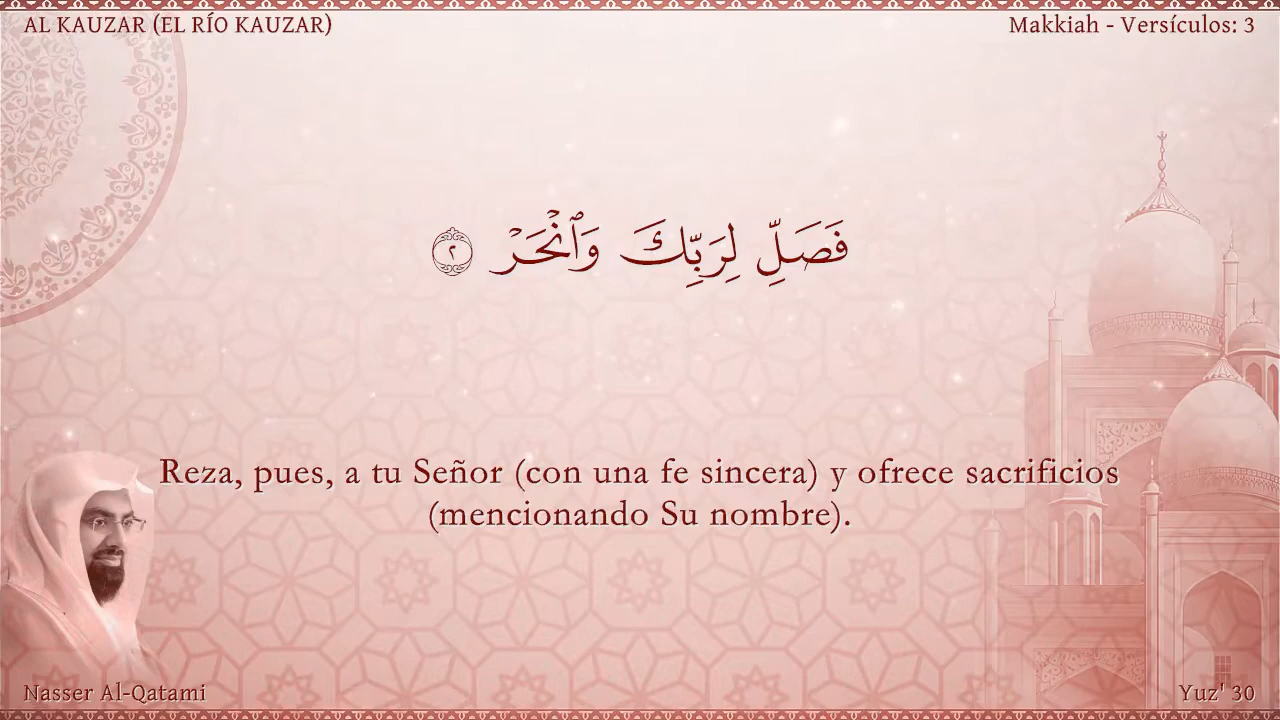 AL KAUZAR (EL RÍO KAUZAR)
Makkiah - Versículos: 3
فَصَلِّ لِرَبِّكَ وَٱنْحَرْ ٢
Reza, pues, a tu Señor (con una fe sincera) y ofrece sacrificios
(mencionando Su nombre).
Nasser Al-Qatami
Yuz' 30